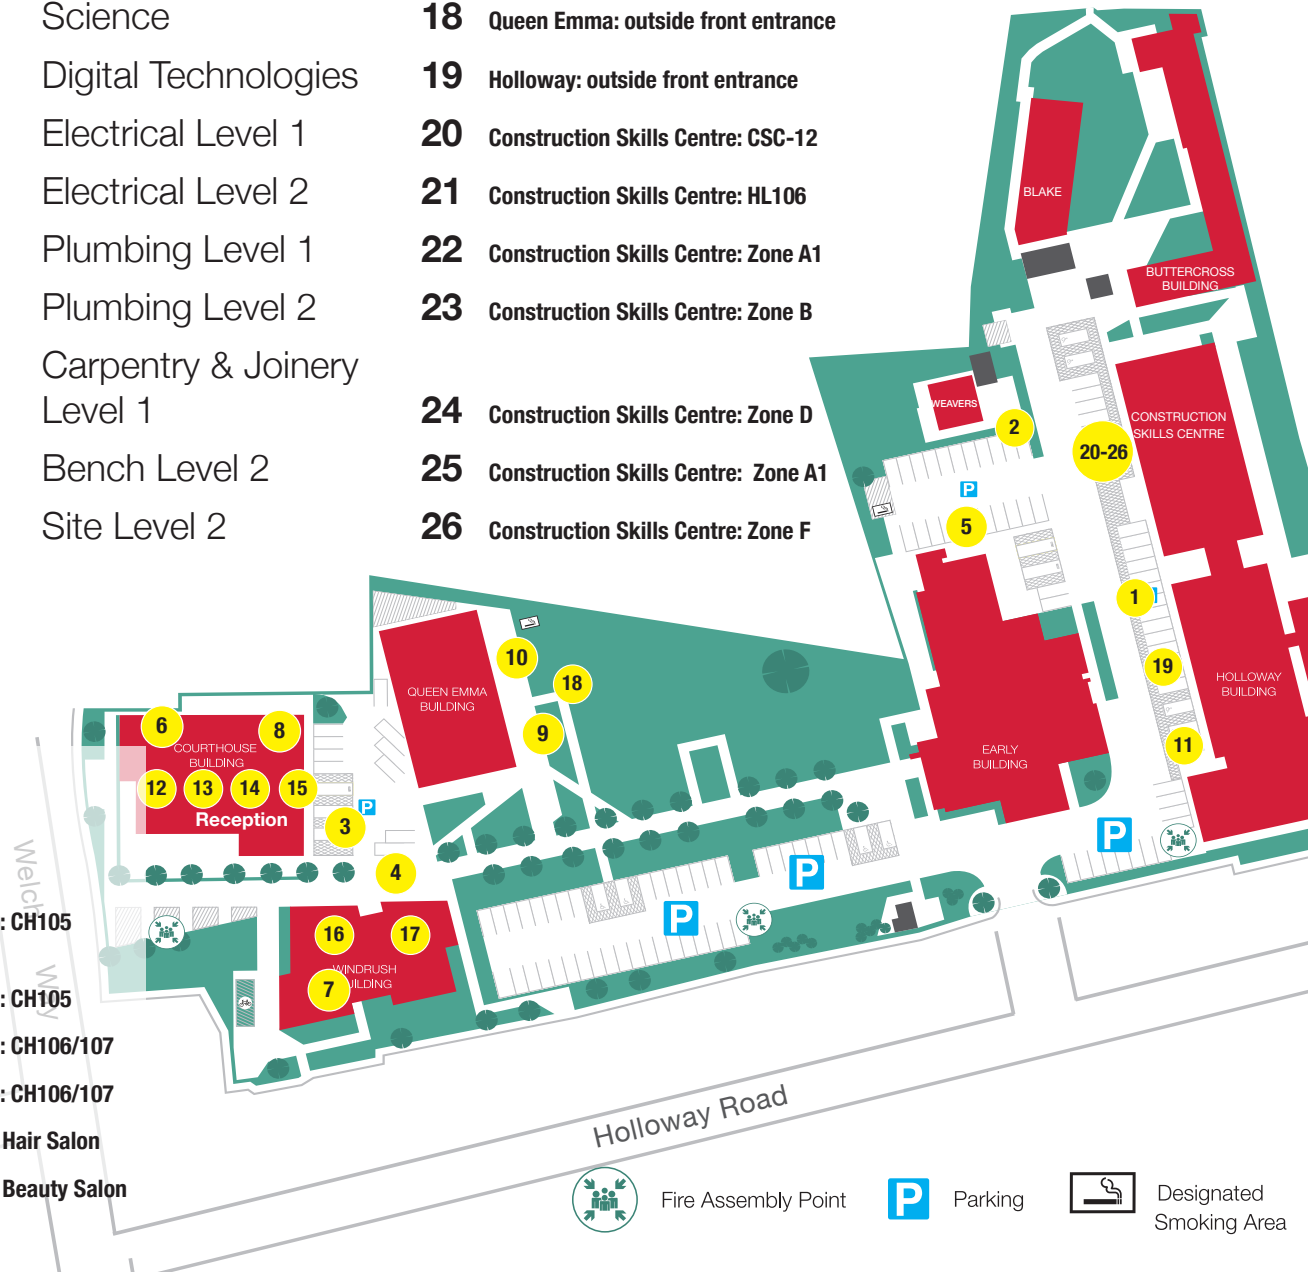 Science 18 Queen Emma: outside front entrance
Digital Technologies 19 Holloway: outside front entrance
Electrical Level 1 20 Construction Skills Centre: CSC-12
Electrical Level 2 21 Construction Skills Centre: HL106
Plumbing Level 1 22 Construction Skills Centre: Zone A1
Plumbing Level 2 23 Construction Skills Centre: Zone B
Carpentry & Joinery
Level 1 24 Construction Skills Centre: Zone D
Bench Level 2 25 Construction Skills Centre: Zone A1
Site Level 2 26 Construction Skills Centre: Zone F
BLAKE
BUTTERCROSS
BUILDING
WEAVERS
CONSTRUCTION
SKILLS CENTRE
2
20-26
P
5
1
19
HOLLOWAY
BUILDING
11
EARLY
BUILDING
P
10
18
9
QUEEN EMMA
BUILDING
6
8
COURTHOUSE
BUILDING
12
13
14
15
Reception
P
3
4
P
P
16
17
WINDRUSH
BUILDING
7
Welch Way
: CH105
: CH105
: CH106/107
: CH106/107
Hair Salon
Beauty Salon
Holloway Road
Fire Assembly Point
P Parking
Designated
Smoking Area